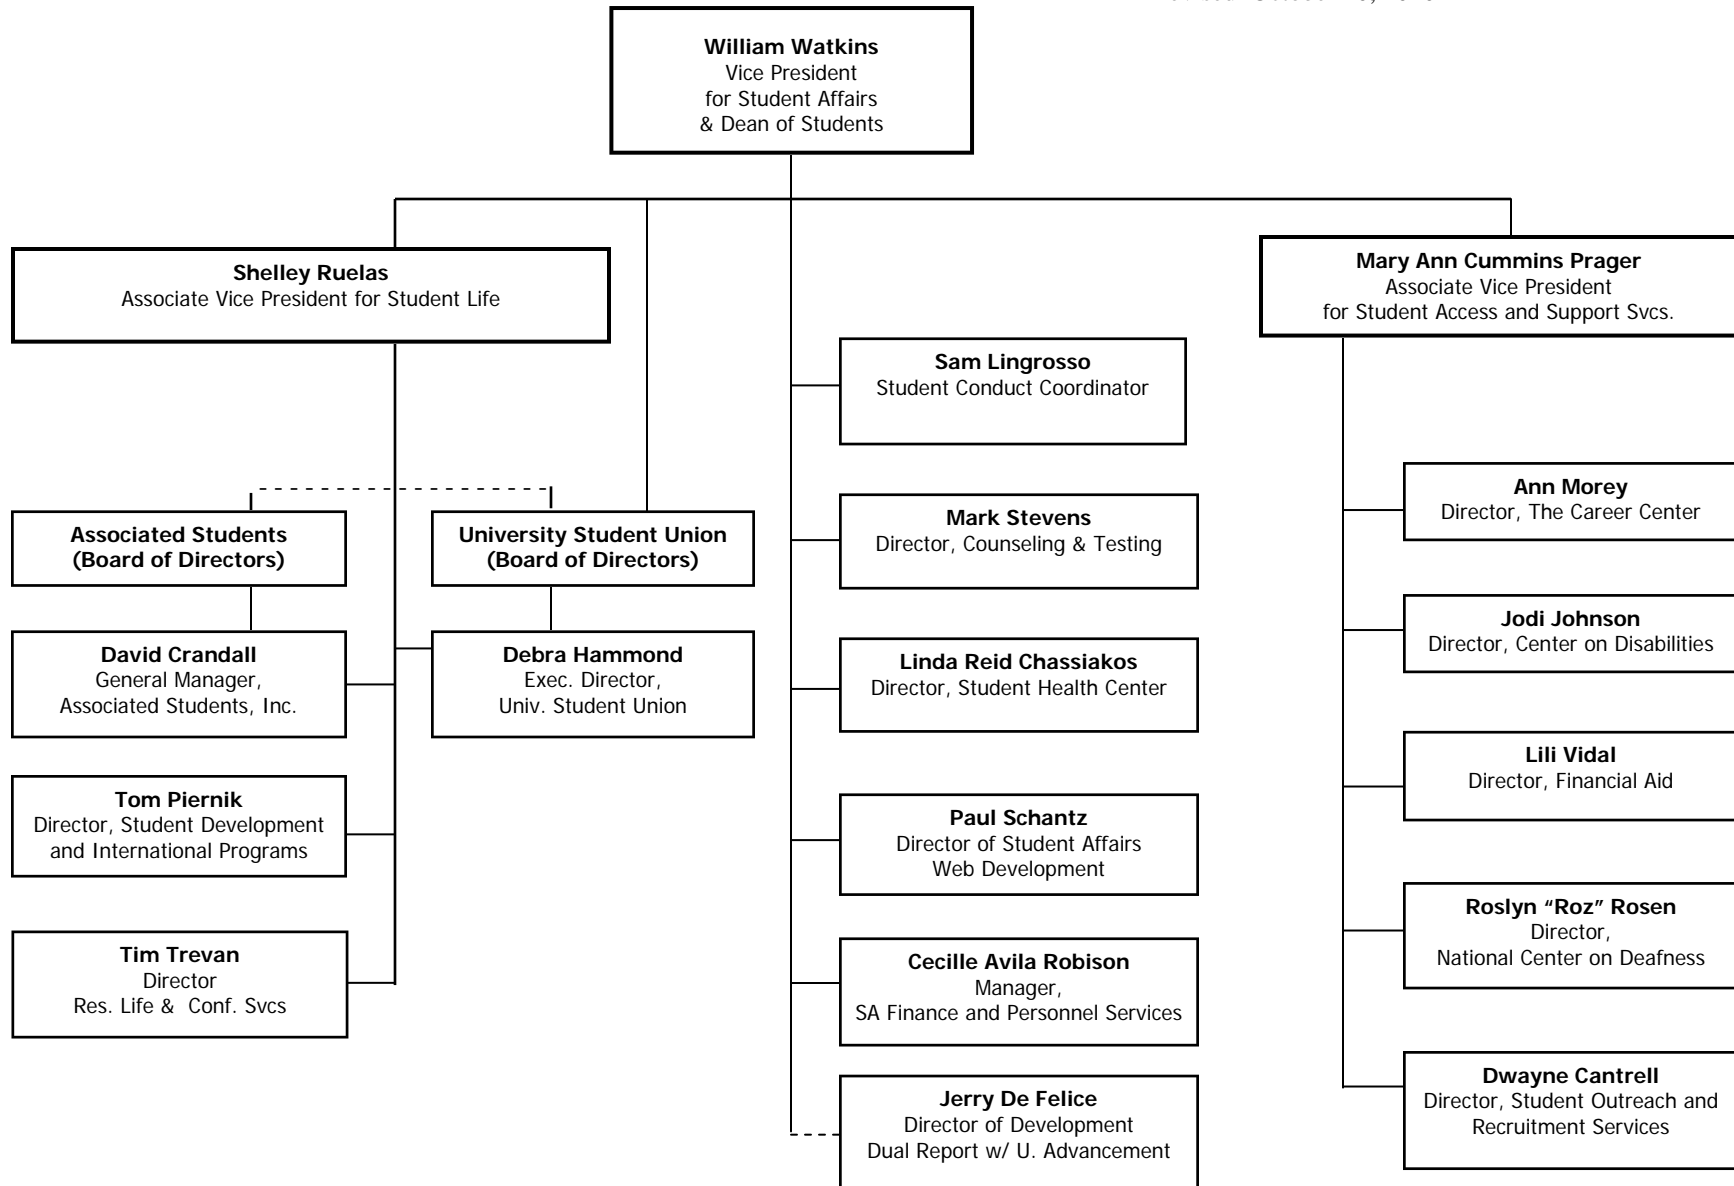 William Watkins
Vice President
for Student Affairs
& Dean of Students
Shelley Ruelas
Associate Vice President for Student Life
Mary Ann Cummins Prager
Associate Vice President
for Student Access and Support Svcs.
Associated Students
(Board of Directors)
University Student Union
(Board of Directors)
David Crandall
General Manager,
Associated Students, Inc.
Debra Hammond
Exec. Director,
Univ. Student Union
Tom Piernik
Director, Student Development
and International Programs
Tim Trevan
Director
Res. Life &  Conf. Svcs
Sam Lingrosso
Student Conduct Coordinator
Mark Stevens
Director, Counseling & Testing
Linda Reid Chassiakos
Director, Student Health Center
Paul Schantz
Director of Student Affairs
Web Development
Cecille Avila Robison
Manager,
SA Finance and Personnel Services
Jerry De Felice
Director of Development
Dual Report w/ U. Advancement
Ann Morey
Director, The Career Center
Jodi Johnson
Director, Center on Disabilities
Lili Vidal
Director, Financial Aid
Roslyn “Roz” Rosen
Director,
National Center on Deafness
Dwayne Cantrell
Director, Student Outreach and
Recruitment Services